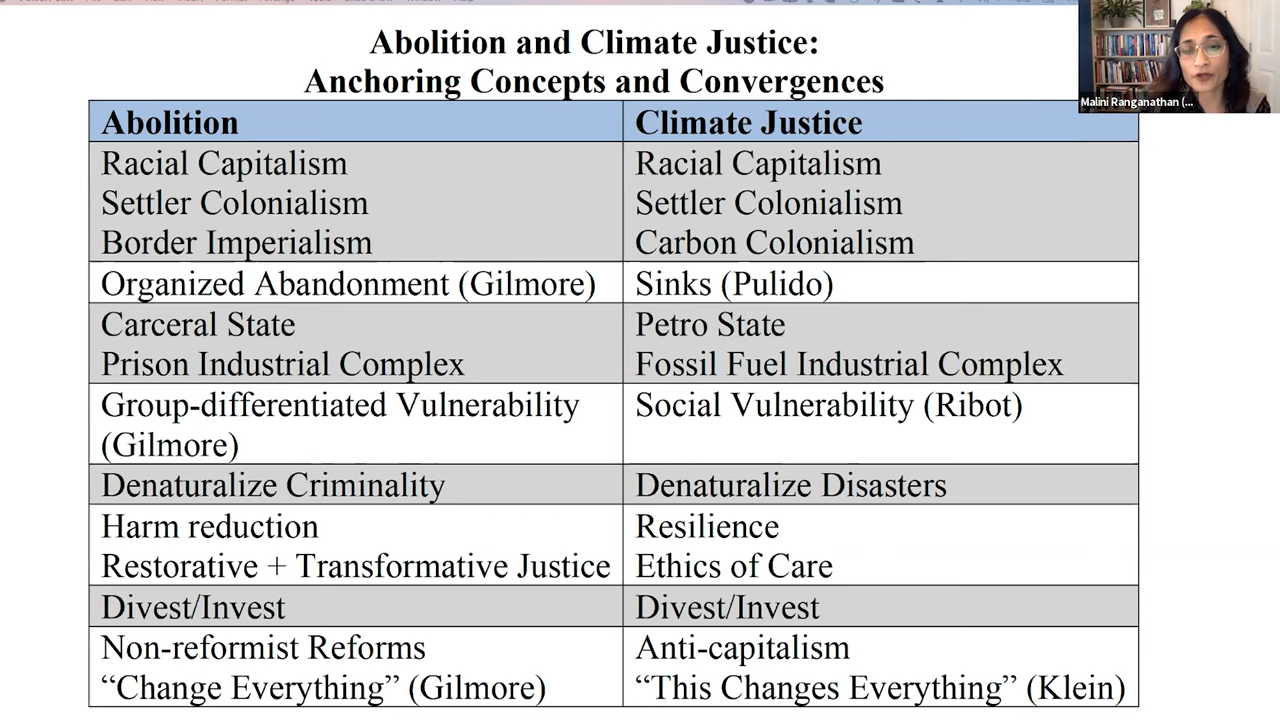 Abolition and Climate Justice:
Anchoring Concepts and Convergences
Malini Ranganathan (...
Abolition
Climate Justice
Racial Capitalism
Settler Colonialism
Border Imperialism
Racial Capitalism
Settler Colonialism
Carbon Colonialism
Organized Abandonment (Gilmore)
Sinks (Pulido)
Carceral State
Prison Industrial Complex
Petro State
Fossil Fuel Industrial Complex
Group-differentiated Vulnerability
(Gilmore)
Social Vulnerability (Ribot)
Denaturalize Criminality
Denaturalize Disasters
Harm reduction
Restorative + Transformative Justice
Resilience
Ethics of Care
Divest/Invest
Divest/Invest
Non-reformist Reforms
“Change Everything” (Gilmore)
Anti-capitalism
“This Changes Everything” (Klein)